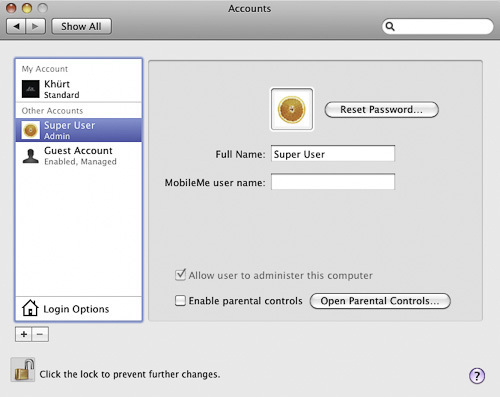 Accounts
Show All
My Account
Khürt
Standard
Other Accounts
Super User
Admin
Guest Account
Enabled, Managed
Login Options
Reset Password...
Full Name: Super User
MobileMe user name:
Allow user to administer this computer
Enable parental controls Open Parental Controls...
+ −
Click the lock to prevent further changes.
?